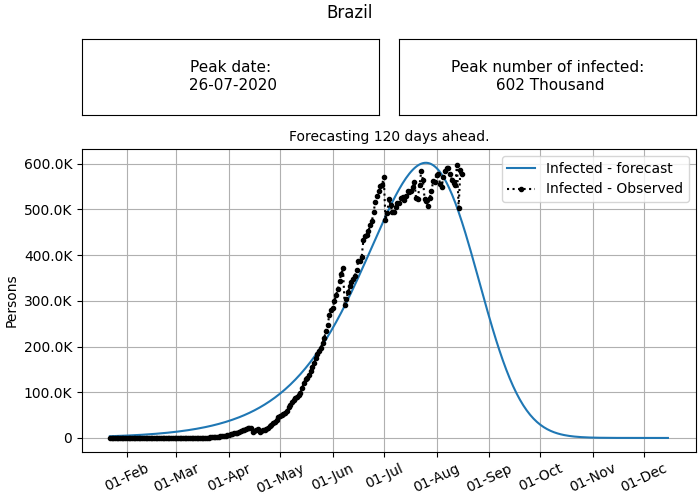 Brazil
Peak date:
26-07-2020
Peak number of infected:
602 Thousand
Forecasting 120 days ahead.
600.0K
500.0K
400.0K
300.0K
200.0K
100.0K
0
Persons
Infected - forecast
Infected - Observed
01-Feb
01-Mar
01-Apr
01-May
01-Jun
01-Jul
01-Aug
01-Sep
01-Oct
01-Nov
01-Dec